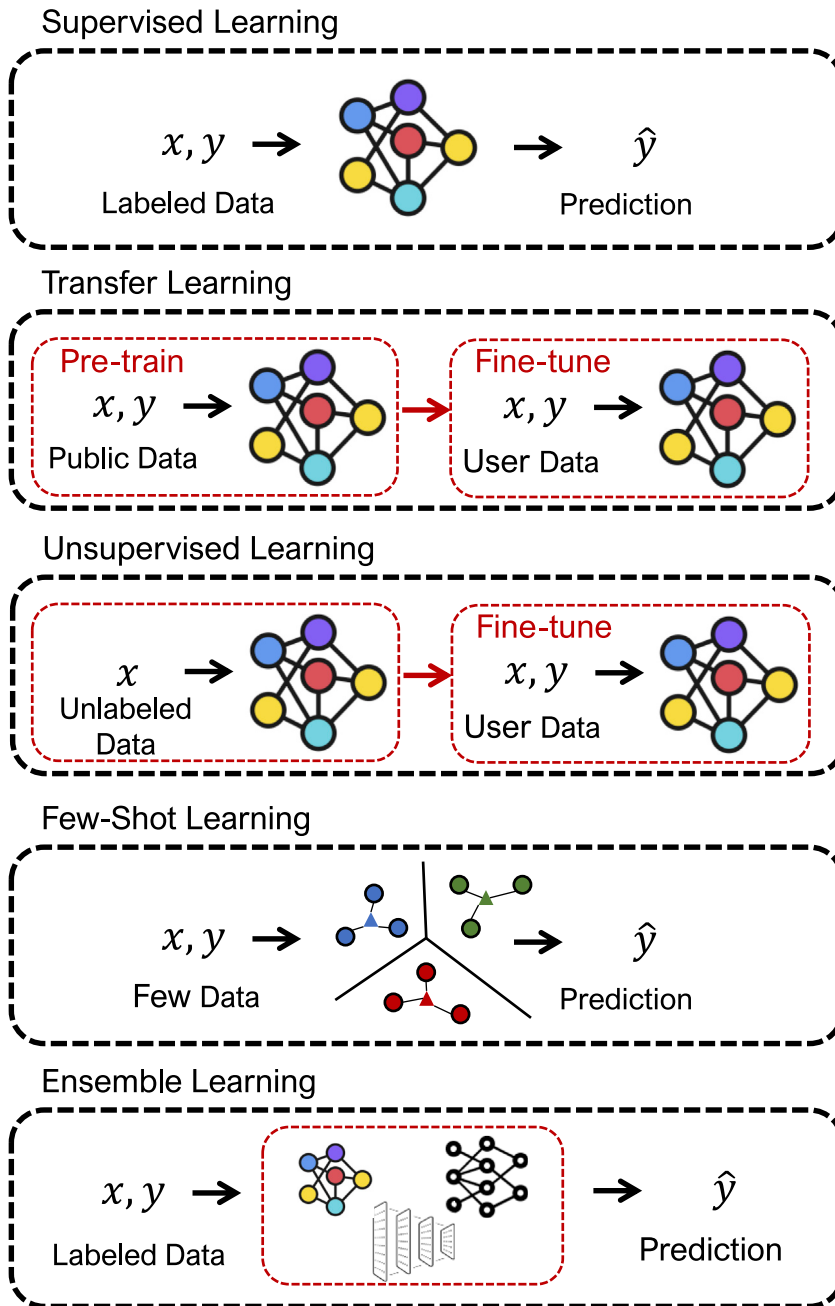 Supervised Learning
x, y
ŷ
Labeled Data
Prediction
Transfer Learning
Pre-train
x, y
Public Data
Fine-tune
x, y
User Data
Unsupervised Learning
x
Unlabeled
Data
Fine-tune
x, y
User Data
Few-Shot Learning
x, y
ŷ
Few Data
Prediction
Ensemble Learning
x, y
ŷ
Labeled Data
Prediction